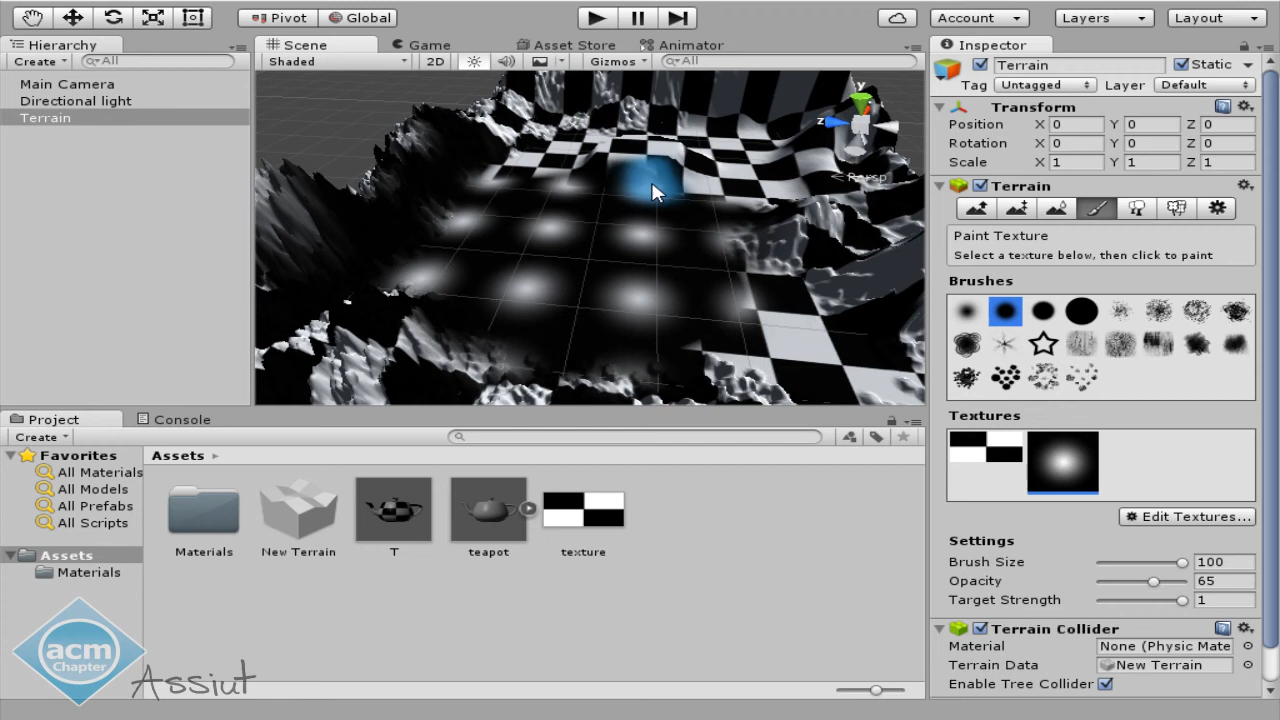 Pivot Global Account Layers Layout
Hierarchy Scene Game Asset Store Animator Inspector
Create All Shaded 2D Gizmos All Terrain Static
Main Camera Tag Untagged Layer Default
Directional light y Transform
Terrain z Position X 0 Y 0 Z 0
Rotation X 0 Y 0 Z 0
Scale X 1 Y 1 Z 1
Persp
Terrain
Paint Texture
Select a texture below, then click to paint
Brushes
Textures
Edit Textures...
Settings
Brush Size 100
Opacity 65
Target Strength 1
Terrain Collider
Material None (Physic Mate
Terrain Data New Terrain
Enable Tree Collider
Project Console
Create
Favorites Assets
All Materials
All Models
All Prefabs
All Scripts
Assets
Materials
Materials New Terrain T teapot texture
acm
Chapter
Assiut